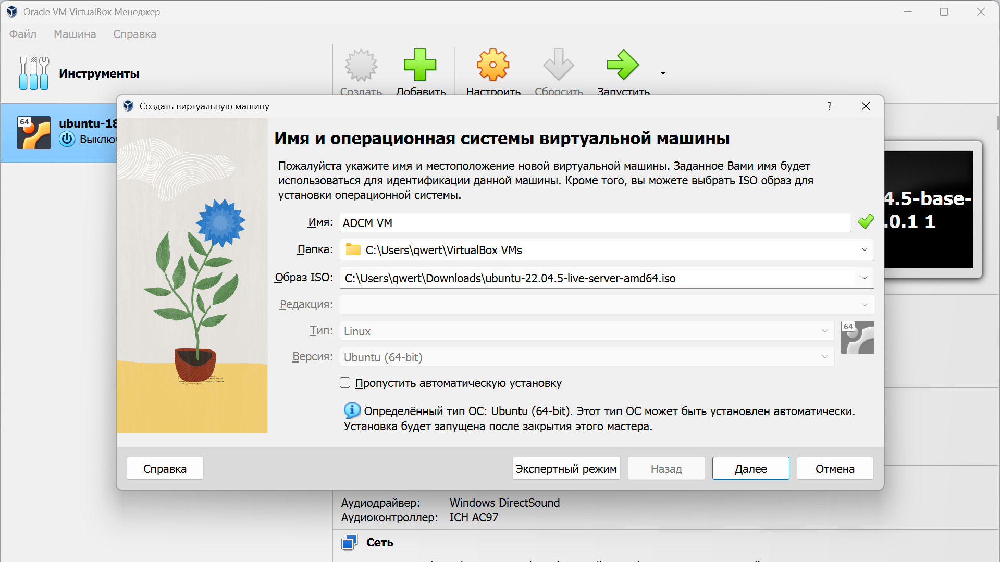 Oracle VM VirtualBox Менеджер
Файл Машина Справка
Инструменты
Создать Добавить Настроить Сбросить Запустить
64
ubuntu-18
Выключ
Создать виртуальную машину
?
Имя и операционная системы виртуальной машины
Пожалуйста укажите имя и местоположение новой виртуальной машины. Заданное Вами имя будет
использоваться для идентификации данной машины. Кроме того, вы можете выбрать ISO образ для
установки операционной системы.
Имя: ADCM VM
Папка: C:\Users\qwert\VirtualBox VMs
Образ ISO: C:\Users\qwert\Downloads\ubuntu-22.04.5-live-server-amd64.iso
Редакция:
Тип: Linux
64
Версия: Ubuntu (64-bit)
Пропустить автоматическую установку
Определённый тип ОС: Ubuntu (64-bit). Этот тип ОС может быть установлен автоматически.
Установка будет запущена после закрытия этого мастера.
Справка Экспертный режим Назад Далее Отмена
4.5-base-
.0.1 1
Аудиодрайвер: Windows DirectSound
Аудиоконтроллер: ICH AC97
Сеть